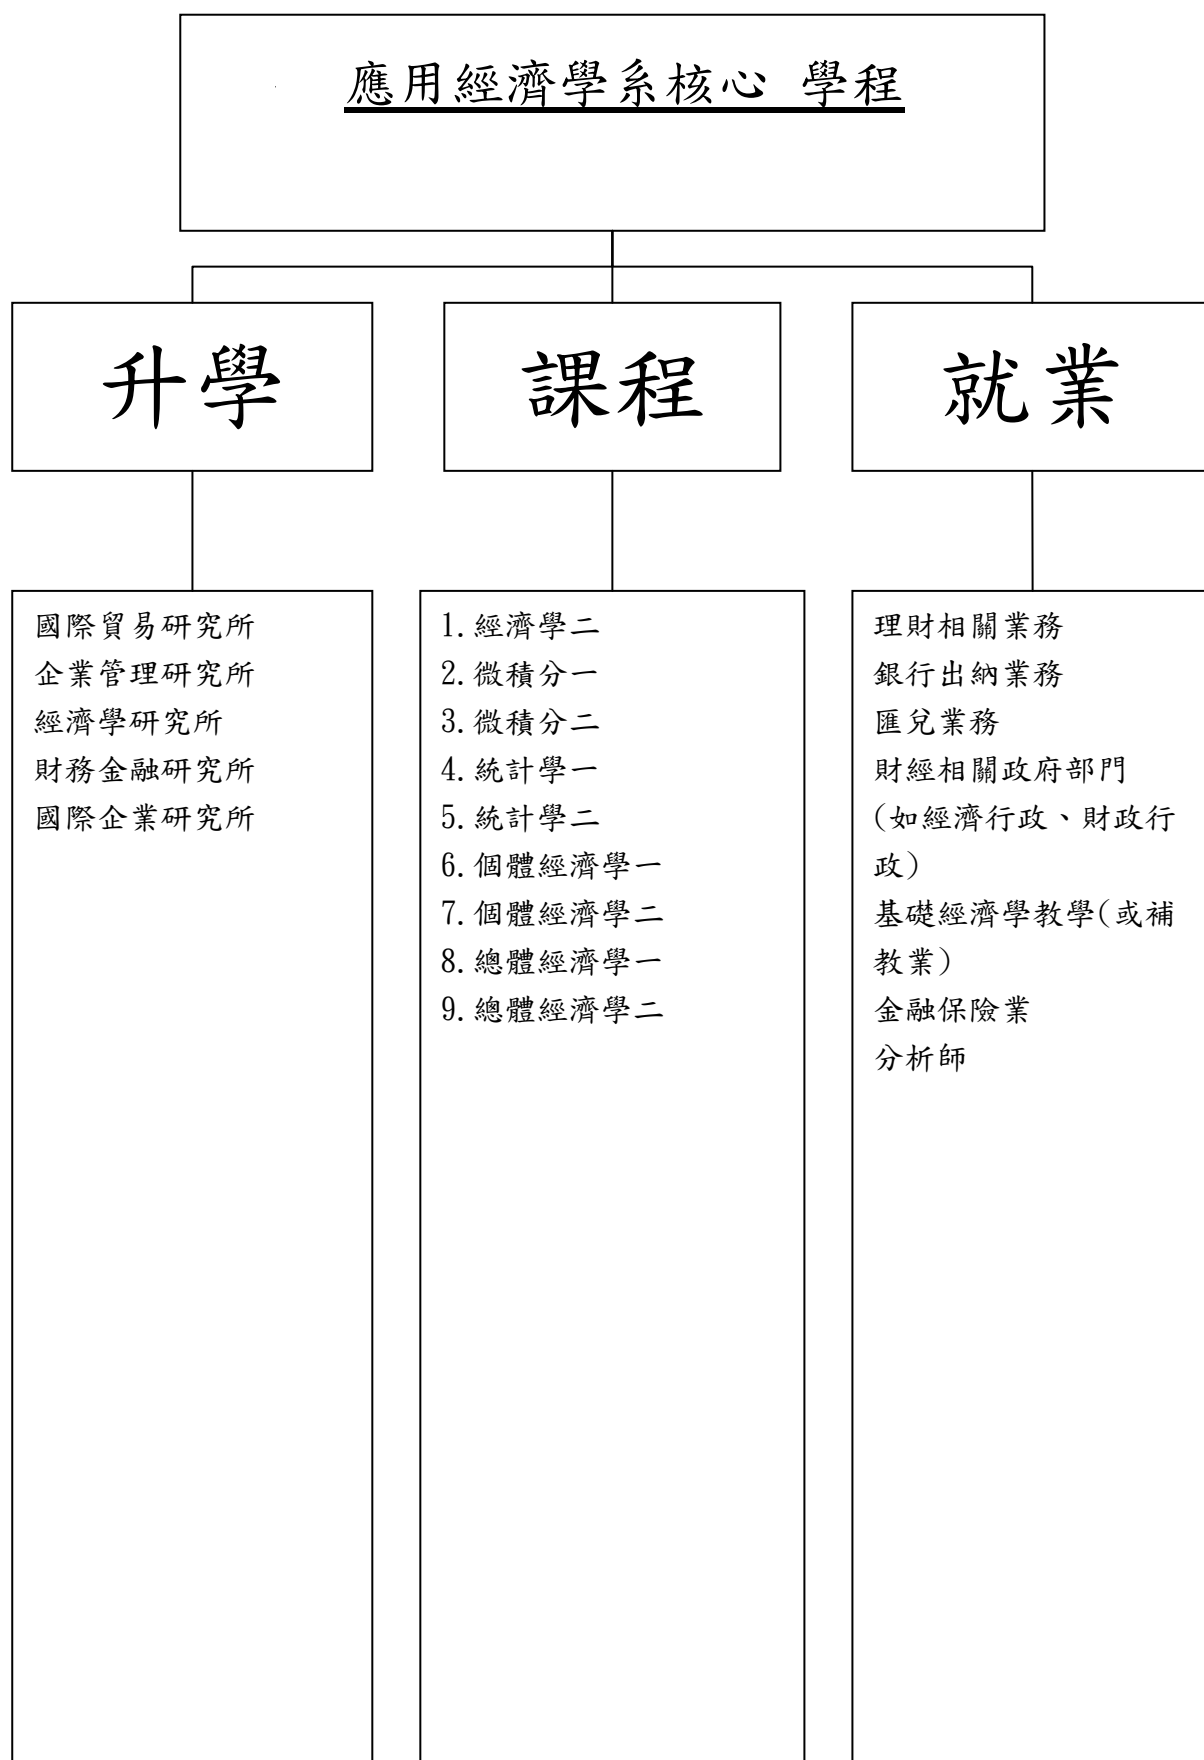 應用經濟學系核心 學程
升學
課程
就業
國際貿易研究所
企業管理研究所
經濟學研究所
財務金融研究所
國際企業研究所
1.經濟學二
2.微積分一
3.微積分二
4.統計學一
5.統計學二
6.個體經濟學一
7.個體經濟學二
8.總體經濟學一
9.總體經濟學二
理財相關業務
銀行出納業務
匯兌業務
財經相關政府部門
(如經濟行政、財政行
政)
基礎經濟學教學(或補
教業)
金融保險業
分析師